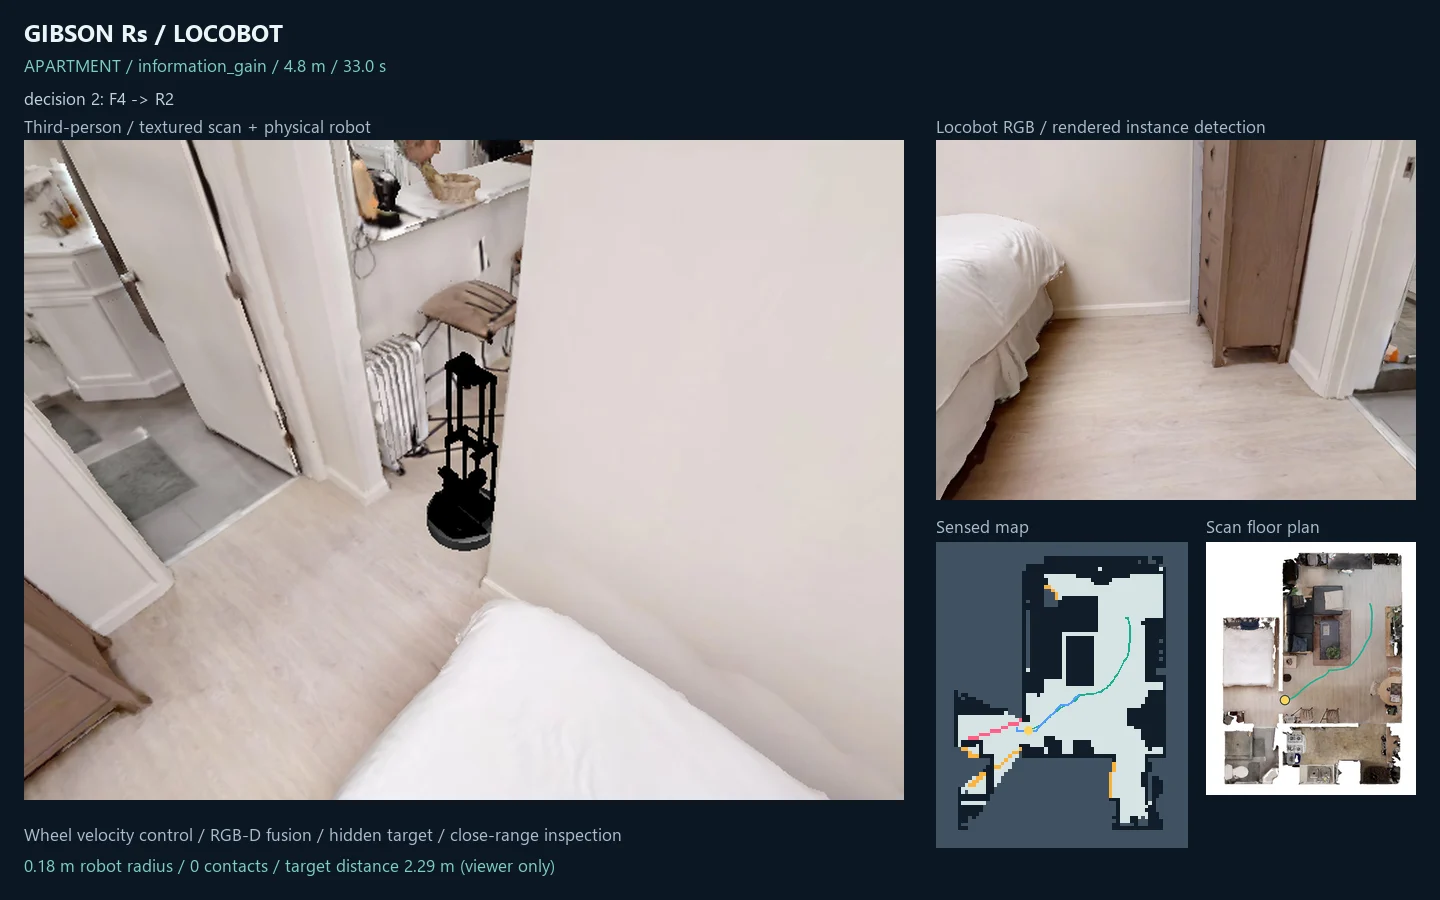 GIBSON Rs / LOCOBOT
APARTMENT / information_gain / 4.8 m / 33.0 s
decision 2: F4 -> R2
Third-person / textured scan + physical robot
Locobot RGB / rendered instance detection
Sensed map
Scan floor plan
Wheel velocity control / RGB-D fusion / hidden target / close-range inspection
0.18 m robot radius / 0 contacts / target distance 2.29 m (viewer only)